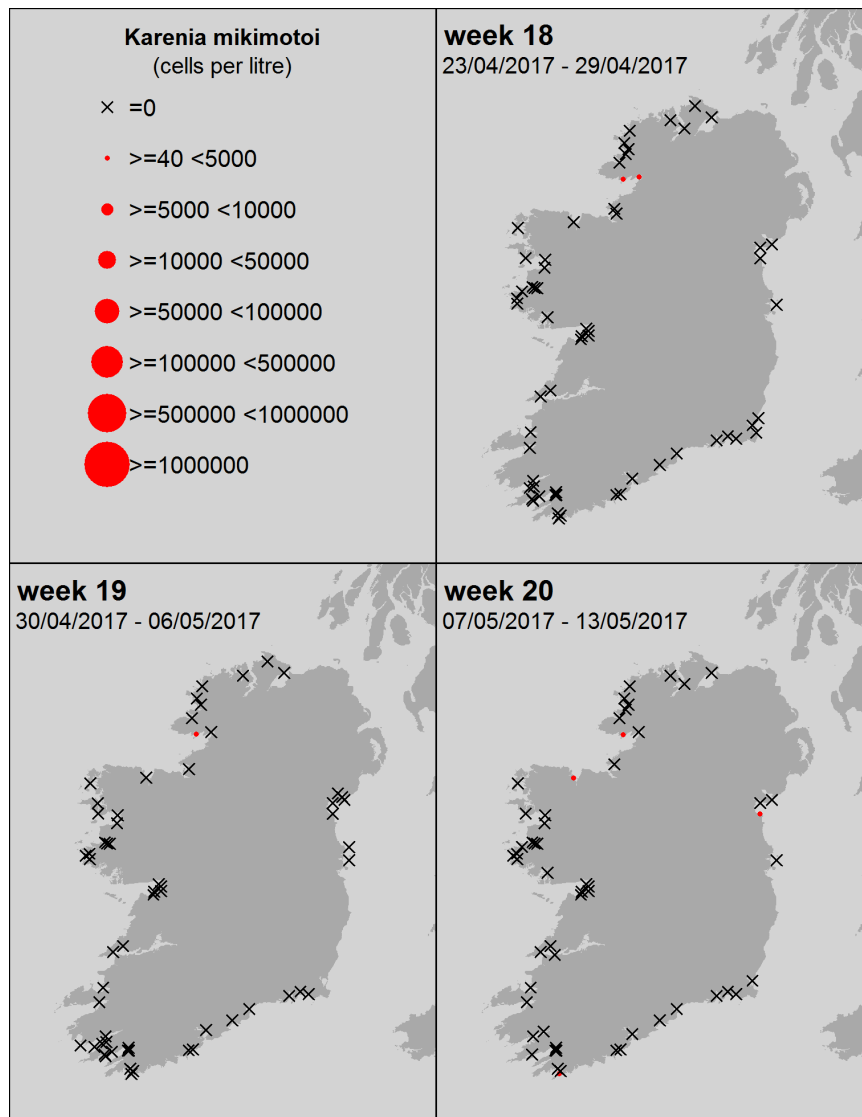 Karenia mikimotoi
(cells per litre)
=0
>=40 <5000
>=5000 <10000
>=10000 <50000
>=50000 <100000
>=100000 <500000
>=500000 <1000000
>=1000000
week 18
23/04/2017 - 29/04/2017
week 19
30/04/2017 - 06/05/2017
week 20
07/05/2017 - 13/05/2017